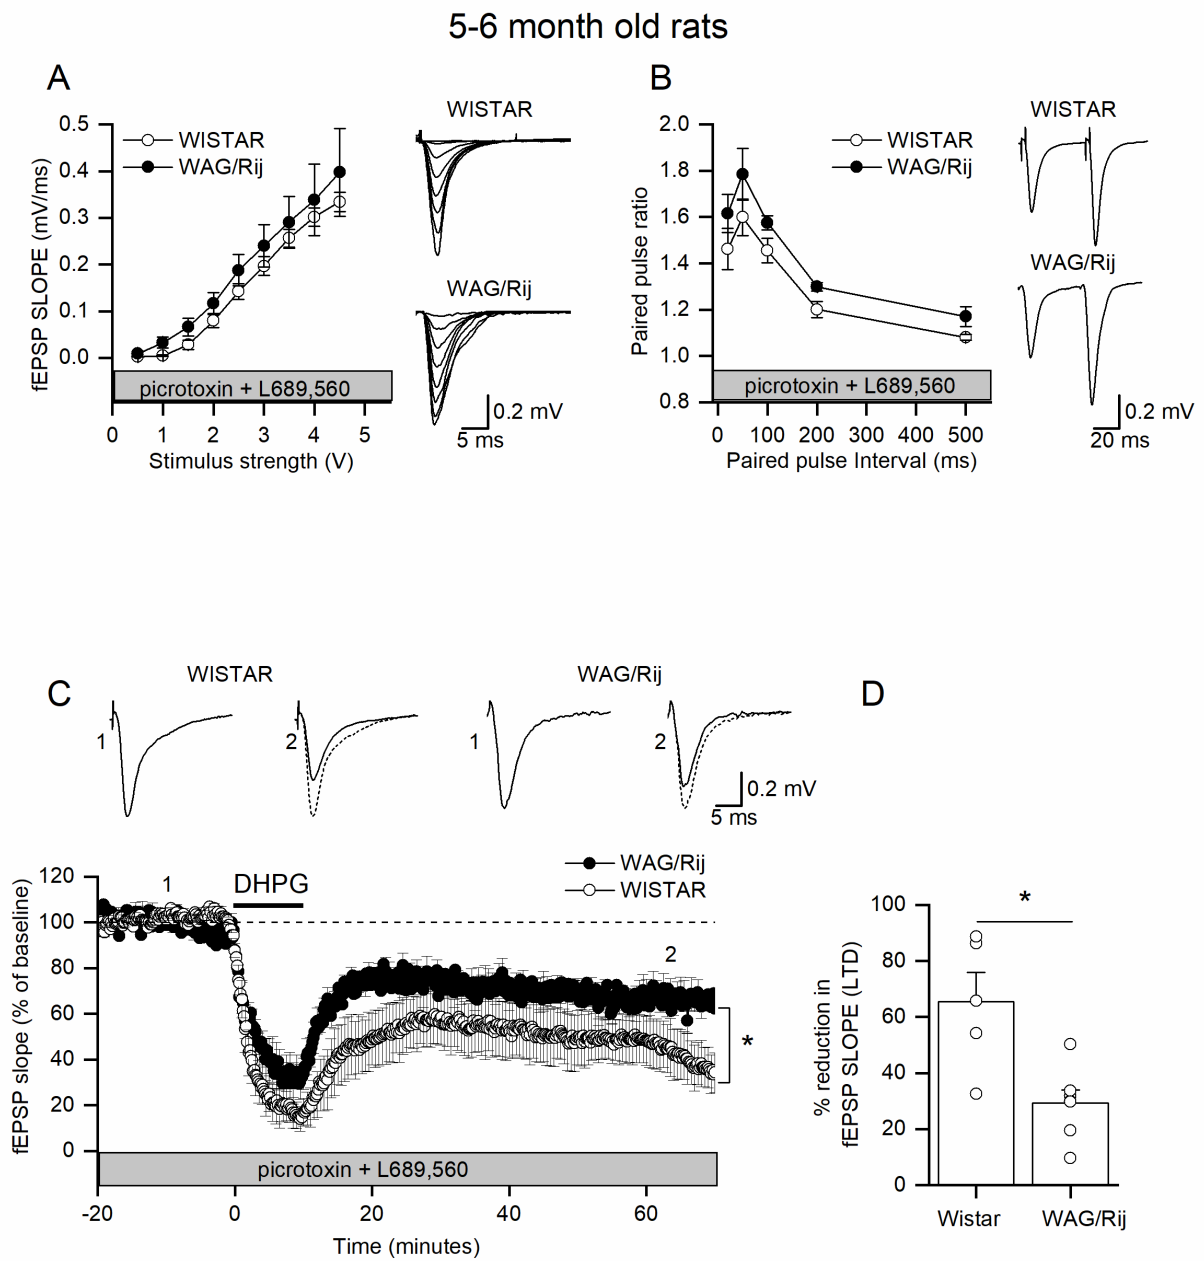 5-6 month old rats
A
fEPSP SLOPE (mV/ms)
0.5
0.4
0.3
0.2
0.1
0.0
WISTAR
WAG/Rij
picrotoxin + L689,560
0 1 2 3 4 5
Stimulus strength (V)
WISTAR
WAG/Rij
0.2 mV
5 ms
B
Paired pulse ratio
2.0
1.8
1.6
1.4
1.2
1.0
0.8
WISTAR
WAG/Rij
picrotoxin + L689,560
0 100 200 300 400 500
Paired pulse Interval (ms)
WISTAR
WAG/Rij
0.2 mV
20 ms
C
WISTAR
1
2
WAG/Rij
1
2
0.2 mV
5 ms
WAG/Rij
WISTAR
fEPSP slope (% of baseline)
120
100
80
60
40
20
0
1
DHPG
2
*
picrotoxin + L689,560
-20 0 20 40 60
Time (minutes)
D
% reduction in
fEPSP SLOPE (LTD)
100
80
60
40
20
0
*
Wistar WAG/Rij